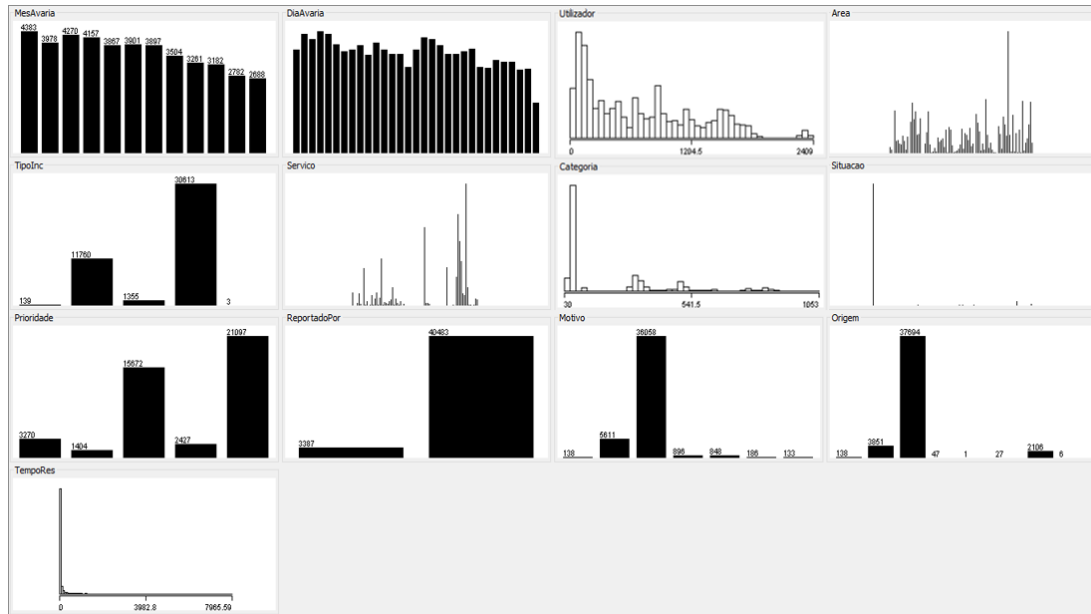 MesAvaria
4383 3978 4270 4157 3867 3901 3897 3504 3261 3182 2782 2688
DiaAvaria
Utilizador
0 1204.5 2409
Area
TipoInc
139 11760 1355 30613 3
Servico
Categoria
30 541.5 1053
Situacao
Prioridade
3270 1404 15672 2427 21097
ReportadoPor
3387 40483
Motivo
138 5611 36058 896 848 186 133
Origem
138 3851 37694 47 1 27 2106 6
TempoRes
0 3982.8 7965.59